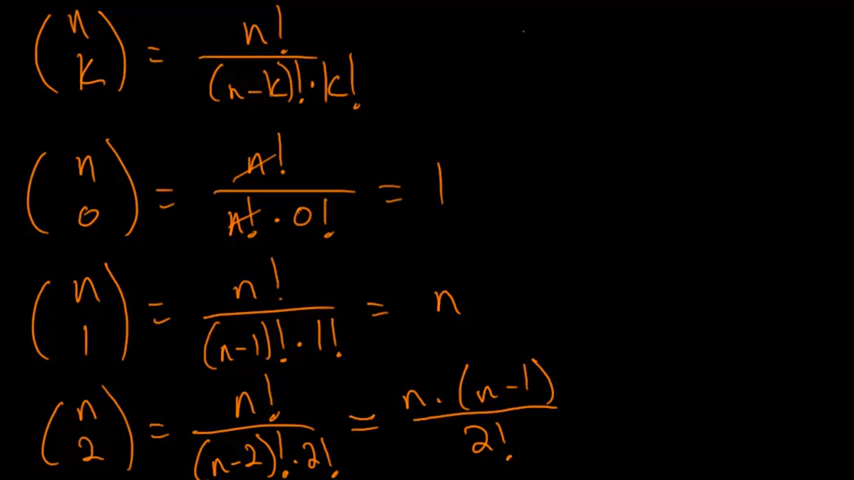 (n k) = n! / (n-k)! · k!
(n 0) = n! / n! · 0! = 1
(n 1) = n! / (n-1)! · 1! = n
(n 2) = n! / (n-2)! · 2! = n · (n-1) / 2!